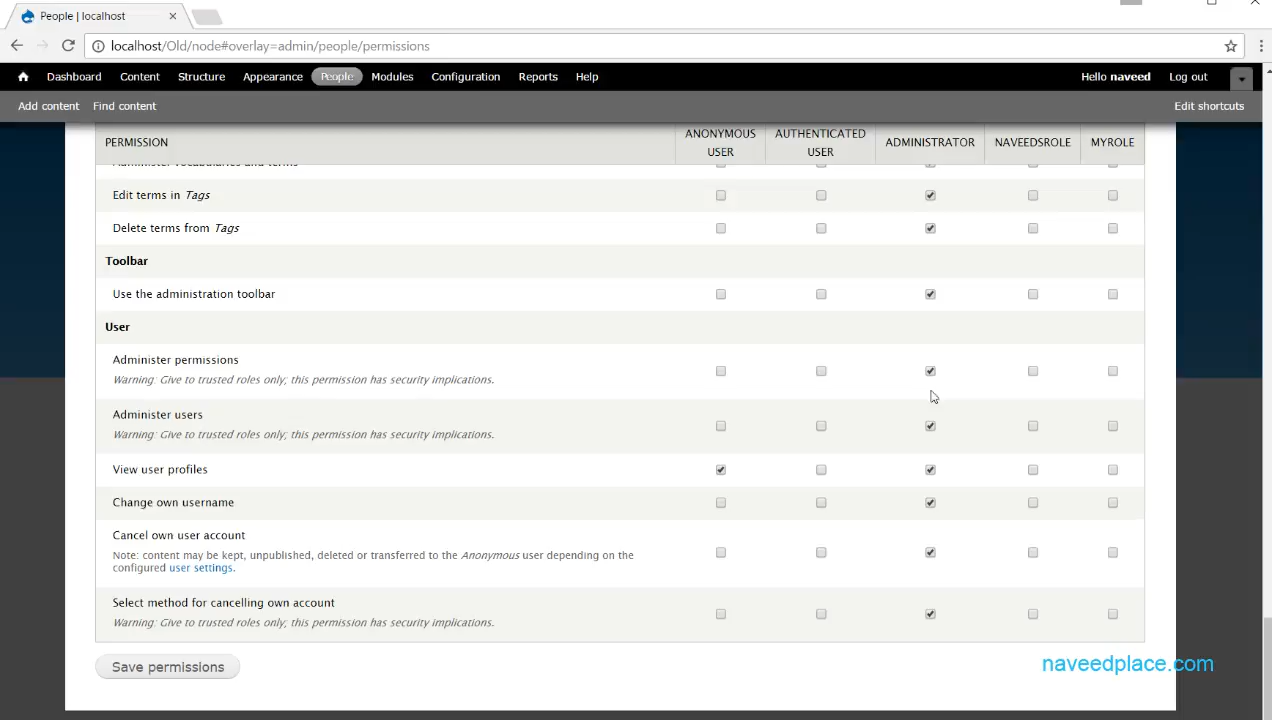 People | localhost
localhost/Old/node#overlay=admin/people/permissions
Dashboard Content Structure Appearance People Modules Configuration Reports Help Hello naveed Log out
Add content Find content Edit shortcuts
PERMISSION ANONYMOUS USER AUTHENTICATED USER ADMINISTRATOR NAVEEDSROLE MYROLE
Administer vocabularies and terms
Edit terms in Tags
Delete terms from Tags
Toolbar
Use the administration toolbar
User
Administer permissions
Warning: Give to trusted roles only; this permission has security implications.
Administer users
Warning: Give to trusted roles only; this permission has security implications.
View user profiles
Change own username
Cancel own user account
Note: content may be kept, unpublished, deleted or transferred to the Anonymous user depending on the
configured user settings.
Select method for cancelling own account
Warning: Give to trusted roles only; this permission has security implications.
Save permissions
naveedplace.com